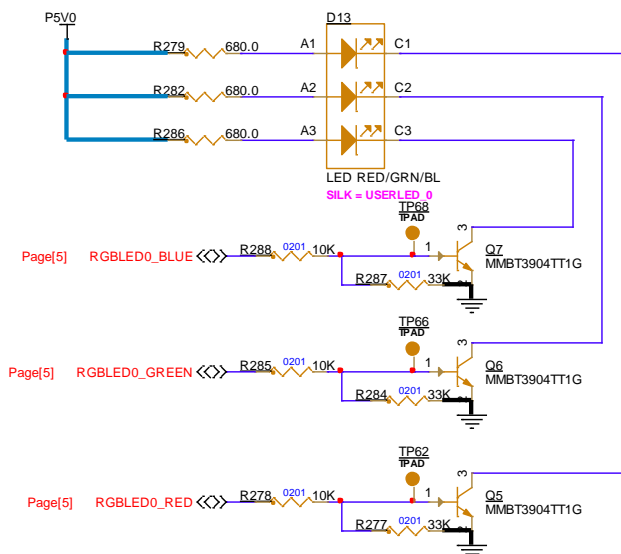 P5V0
D13
R279 680.0 A1 C1
R282 680.0 A2 C2
R286 680.0 A3 C3
LED RED/GRN/BL
SILK = USERLED_0
TP68
TPAD
Page[5] RGBLED0_BLUE R288 0201 10K 1 3 Q7
MMBT3904TT1G
R287 0201 33K
TP66
TPAD
Page[5] RGBLED0_GREEN R285 0201 10K 1 3 Q6
MMBT3904TT1G
R284 0201 33K
TP62
TPAD
Page[5] RGBLED0_RED R278 0201 10K 1 3 Q5
MMBT3904TT1G
R277 0201 33K